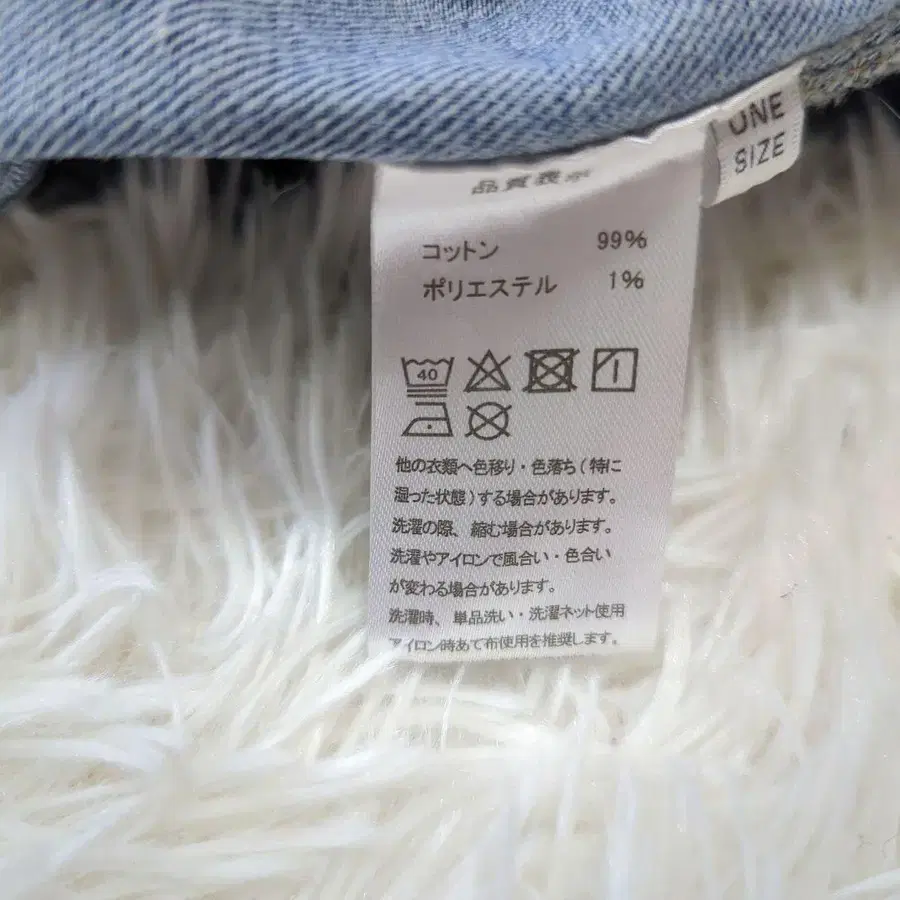 ONE
SIZE
品質表示
コットン 99%
ポリエステル 1%
40
他の衣類へ色移り・色落ち(特に
湿った状態)する場合があります。
洗濯の際、縮む場合があります。
洗濯やアイロンで風合い・色合い
が変わる場合があります。
洗濯時、単品洗い・洗濯ネット使用
アイロン時あて布使用を推奨します。